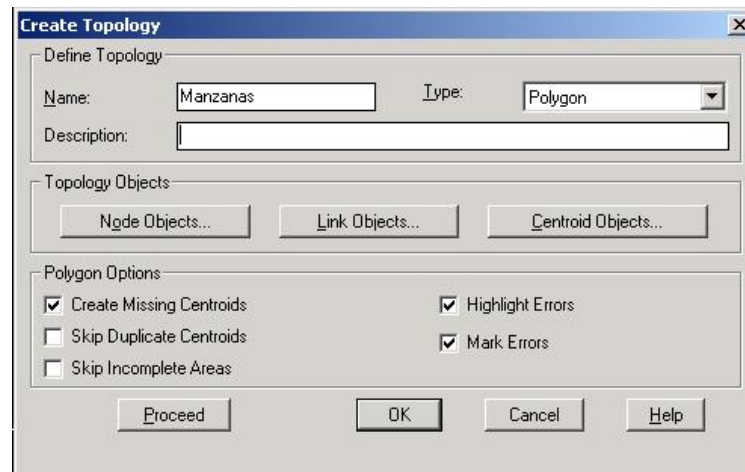 Create Topology
Define Topology
Name: Manzanas Type: Polygon
Description:
Topology Objects
Node Objects... Link Objects... Centroid Objects...
Polygon Options
Create Missing Centroids Highlight Errors
Skip Duplicate Centroids Mark Errors
Skip Incomplete Areas
Proceed OK Cancel Help